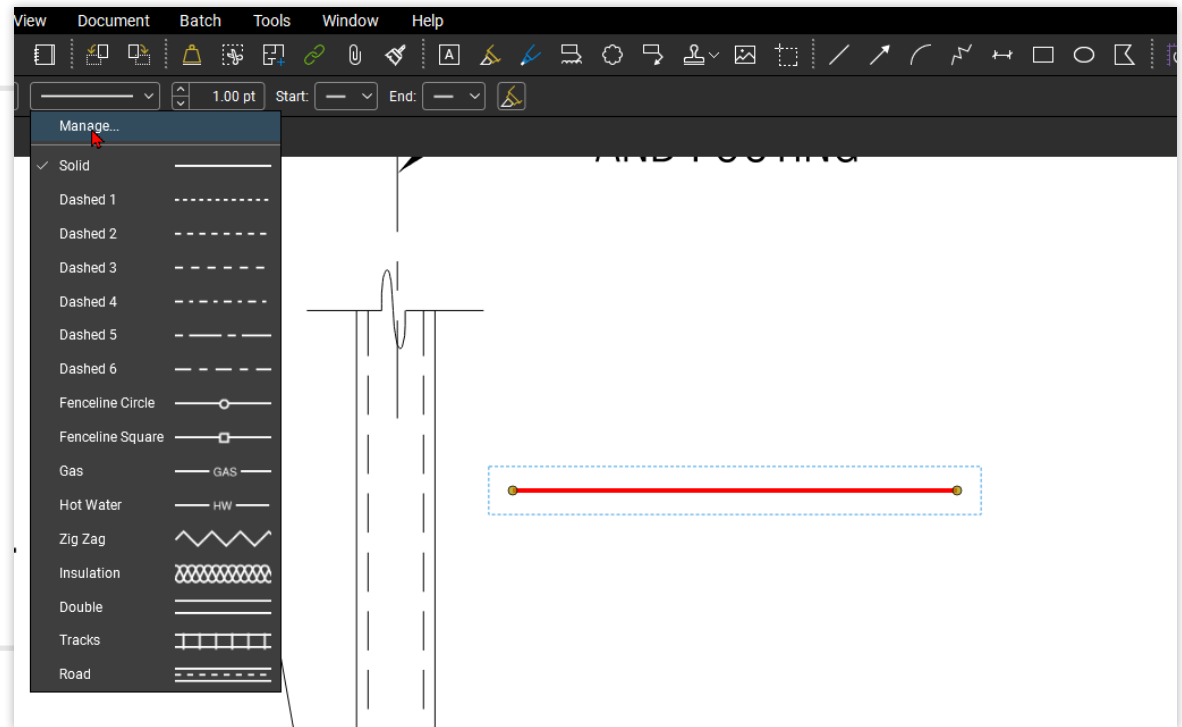 View Document Batch Tools Window Help
A
1.00 pt Start: End:
Manage...
AND FOOTING
Solid
Dashed 1
Dashed 2
Dashed 3
Dashed 4
Dashed 5
Dashed 6
Fenceline Circle
Fenceline Square
Gas GAS
Hot Water HW
Zig Zag
Insulation
Double
Tracks
Road